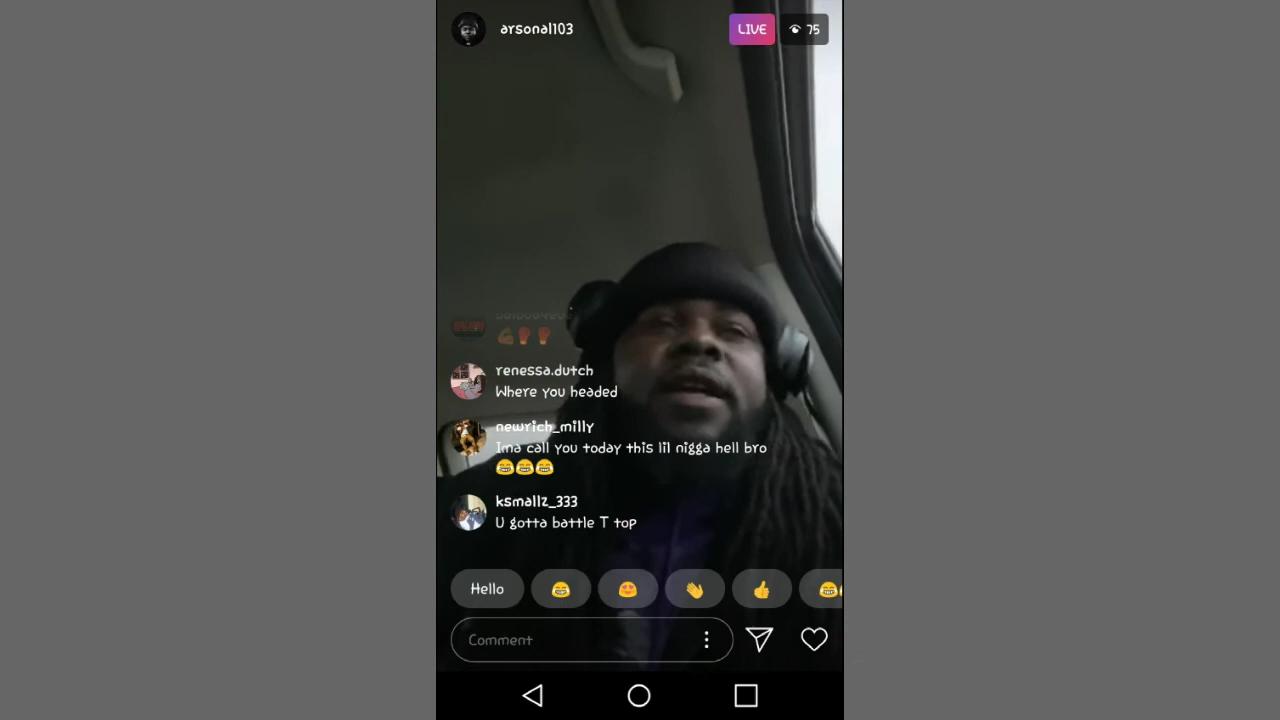 arsonal103
LIVE
75
renessa.dutch
Where you headed
newrich_milly
Ima call you today this lil nigga hell bro
😂😂😂
ksmallz_333
U gotta battle T top
Hello
Comment